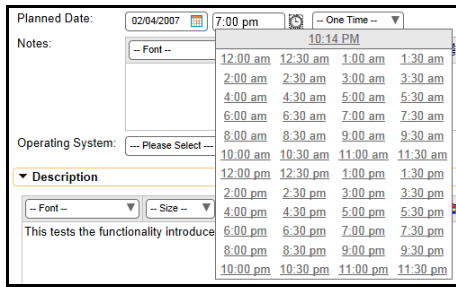 Planned Date: 02/04/2007 7:00 pm -- One Time --
10:14 PM
Notes: -- Font --
12:00 am 12:30 am 1:00 am 1:30 am
2:00 am 2:30 am 3:00 am 3:30 am
4:00 am 4:30 am 5:00 am 5:30 am
6:00 am 6:30 am 7:00 am 7:30 am
8:00 am 8:30 am 9:00 am 9:30 am
Operating System: --- Please Select ---
10:00 am 10:30 am 11:00 am 11:30 am
12:00 pm 12:30 pm 1:00 pm 1:30 pm
Description
2:00 pm 2:30 pm 3:00 pm 3:30 pm
-- Font -- -- Size --
4:00 pm 4:30 pm 5:00 pm 5:30 pm
This tests the functionality introduce
6:00 pm 6:30 pm 7:00 pm 7:30 pm
8:00 pm 8:30 pm 9:00 pm 9:30 pm
10:00 pm 10:30 pm 11:00 pm 11:30 pm